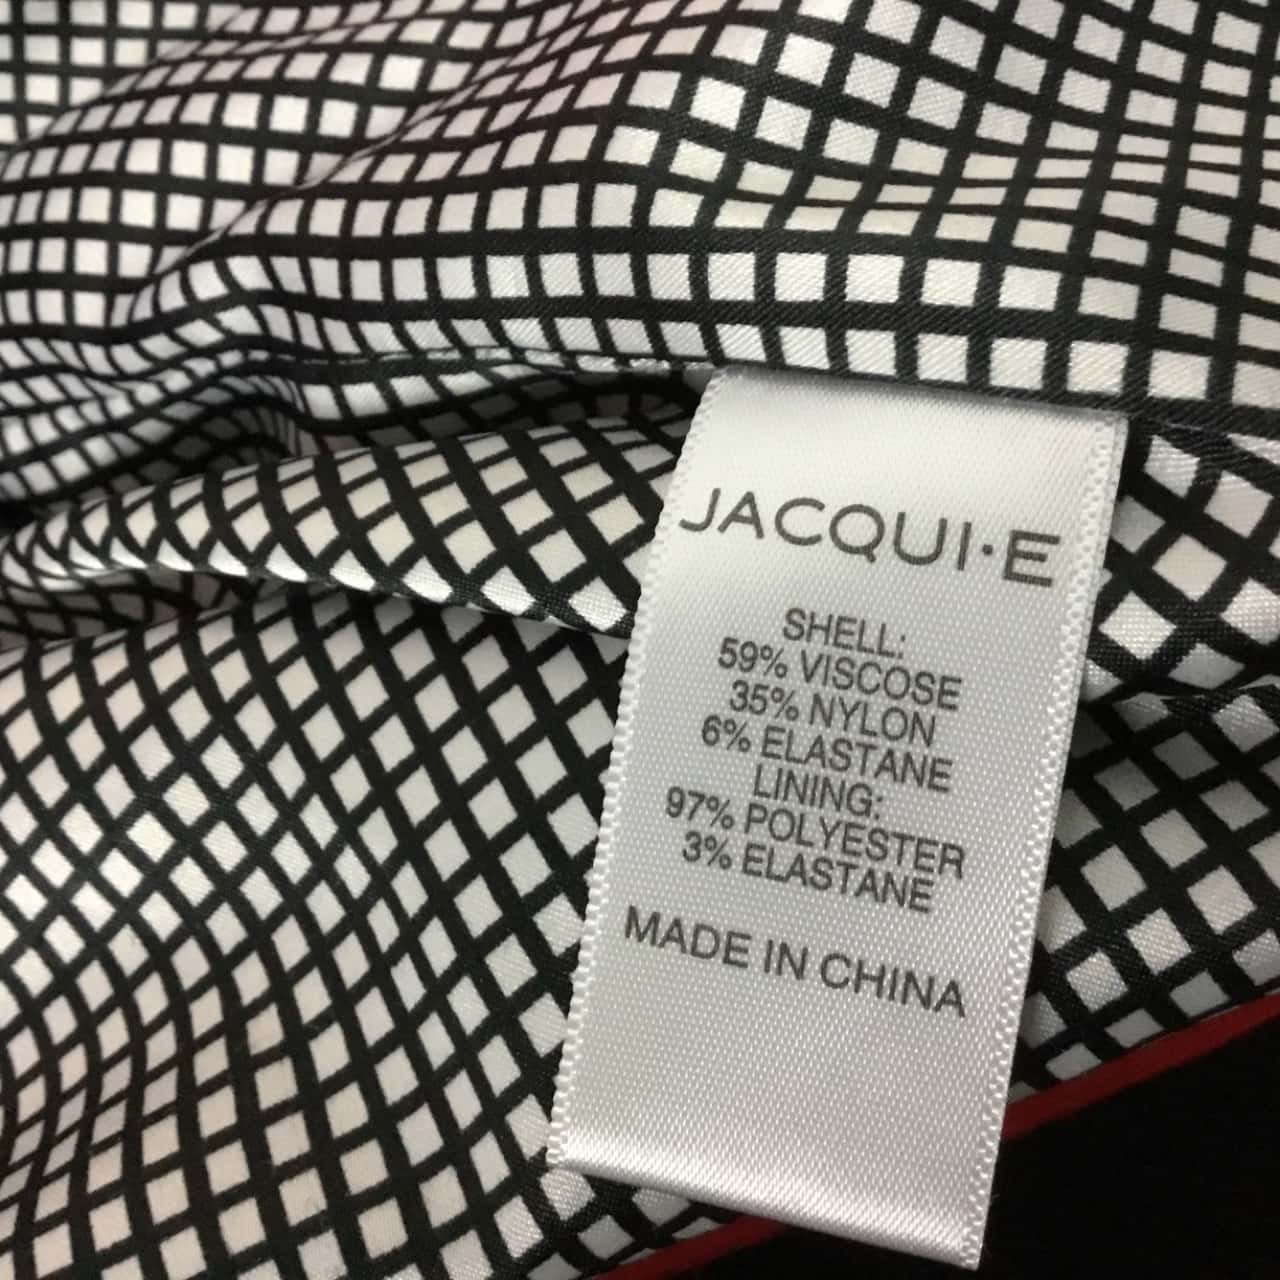 JACQUI·E
SHELL:
59% VISCOSE
35% NYLON
6% ELASTANE
LINING:
97% POLYESTER
3% ELASTANE
MADE IN CHINA